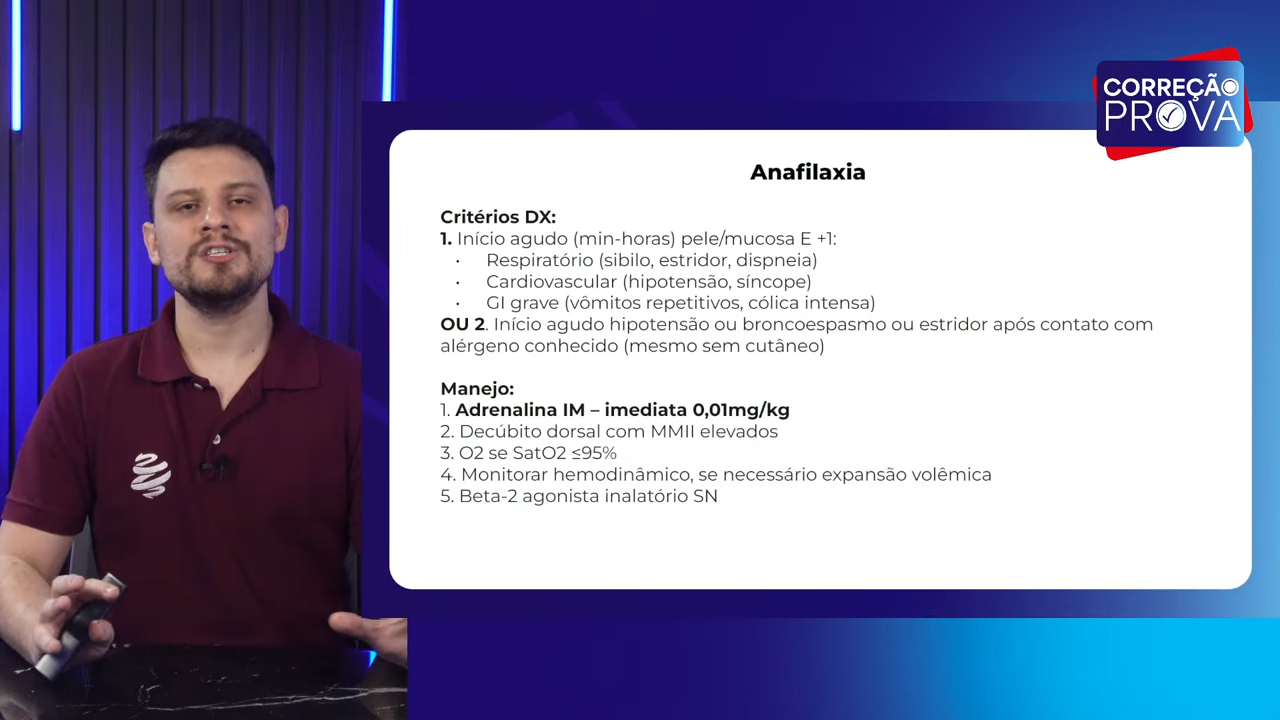 CORREÇÃO
PROVA
Anafilaxia
Critérios DX:
1. Início agudo (min-horas) pele/mucosa E +1:
• Respiratório (sibilo, estridor, dispneia)
• Cardiovascular (hipotensão, síncope)
• GI grave (vômitos repetitivos, cólica intensa)
OU 2. Início agudo hipotensão ou broncoespasmo ou estridor após contato com
alérgeno conhecido (mesmo sem cutâneo)
Manejo:
1. Adrenalina IM – imediata 0,01mg/kg
2. Decúbito dorsal com MMII elevados
3. O2 se SatO2 ≤95%
4. Monitorar hemodinâmico, se necessário expansão volêmica
5. Beta-2 agonista inalatório SN